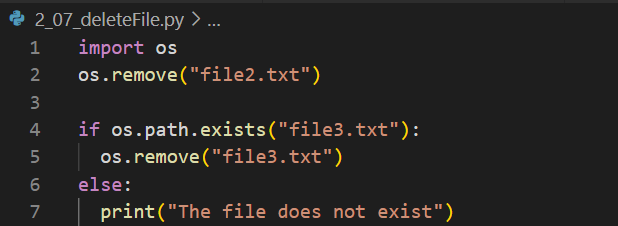 2_07_deleteFile.py > ...
1 import os
2 os.remove("file2.txt")
3
4 if os.path.exists("file3.txt"):
5   os.remove("file3.txt")
6 else:
7   print("The file does not exist")